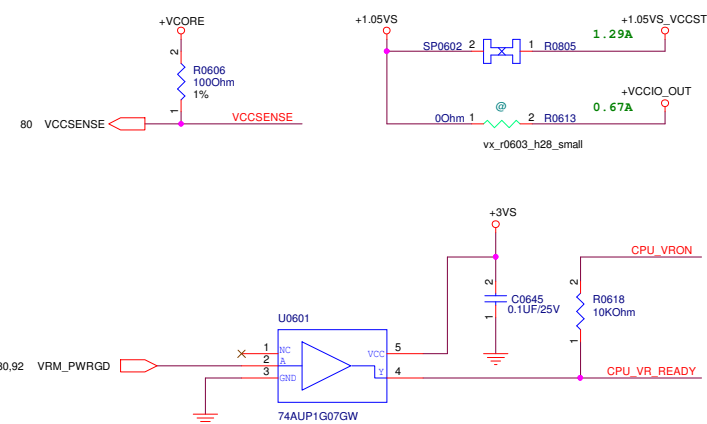 +VCORE
2
R0606
100Ohm
1%
1
80 VCCSENSE
VCCSENSE
+1.05VS
+1.05VS_VCCST
1.29A
SP0602 2 1 R0805
+VCCIO_OUT
@
0.67A
0Ohm 1 2 R0613
vx_r0603_h28_small
+3VS
CPU_VRON
2
C0645
0.1UF/25V
1
2
R0618
10KOhm
1
U0601
1 NC
2 A
3 GND
VCC 5
Y 4
30,92 VRM_PWRGD
CPU_VR_READY
74AUP1G07GW